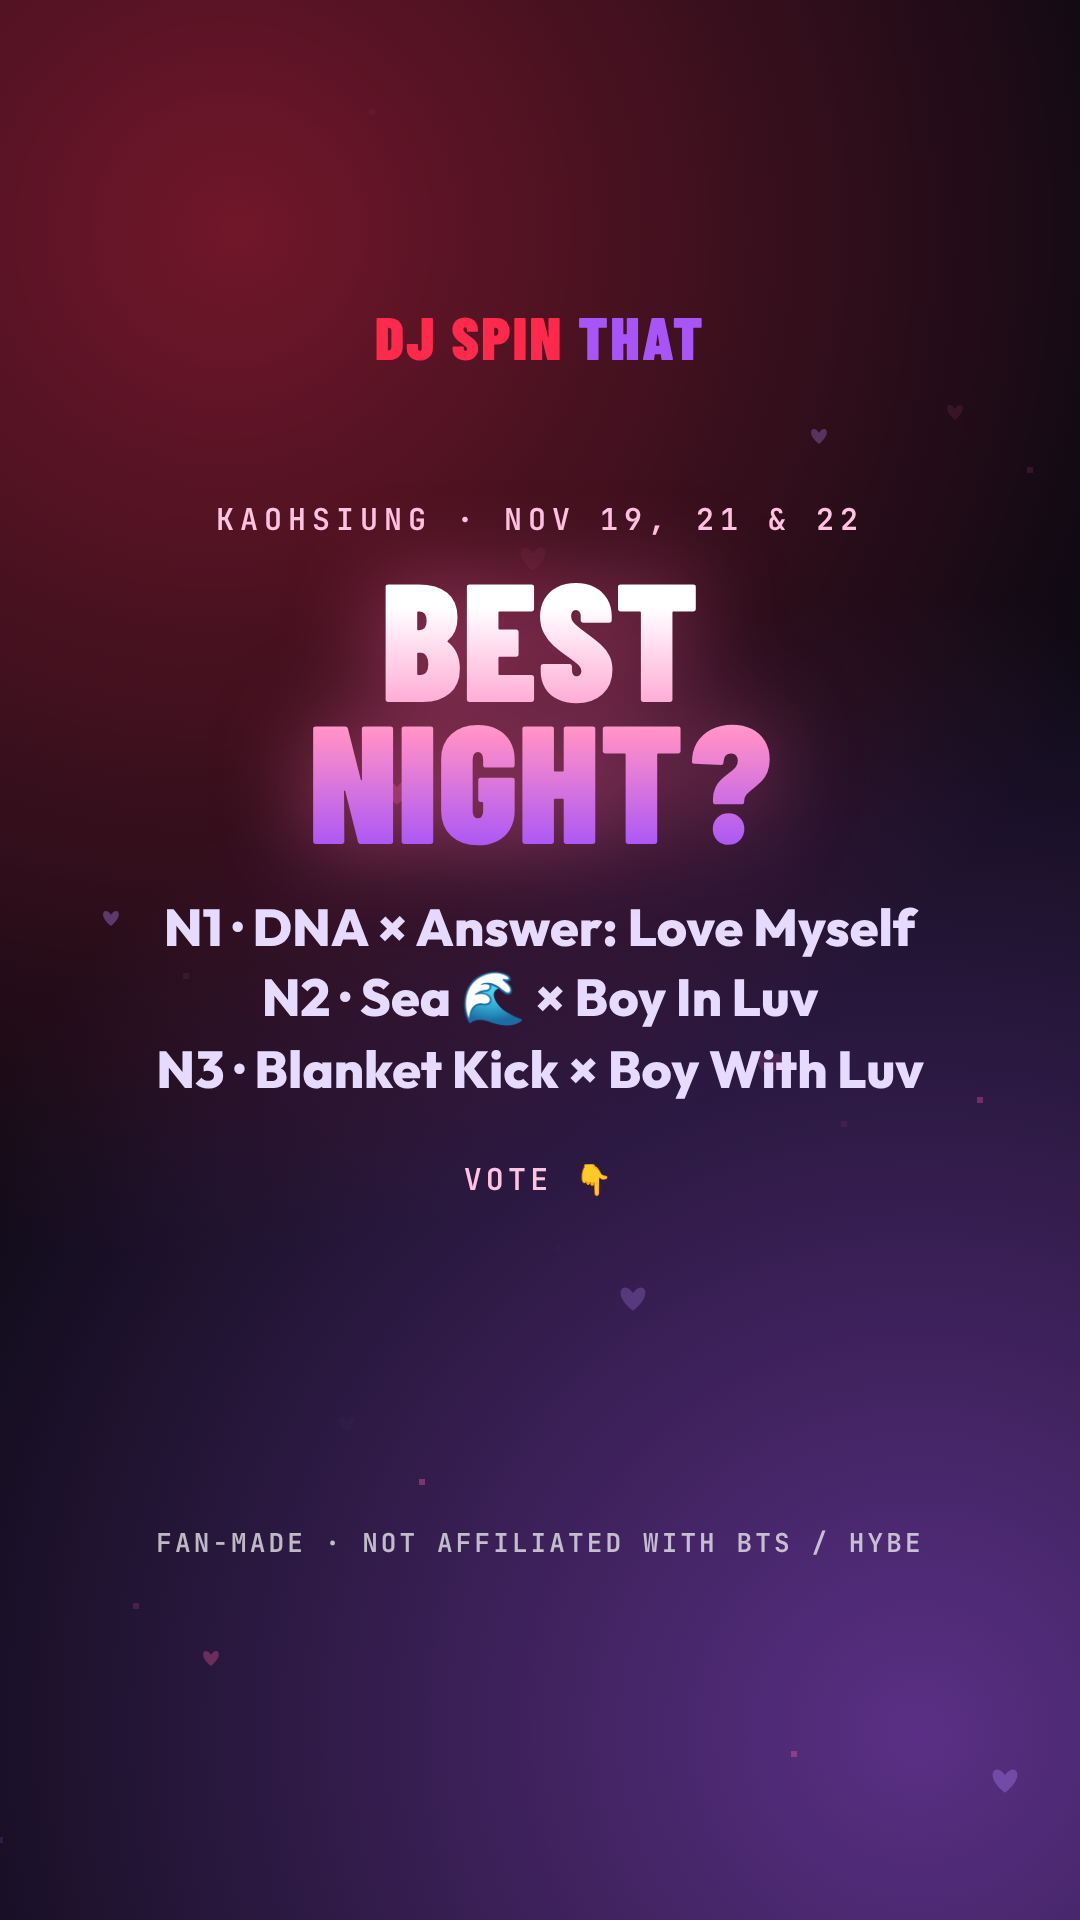 DJ SPIN THAT
KAOHSIUNG · NOV 19, 21 & 22
BEST
NIGHT?
N1 · DNA × Answer: Love Myself
N2 · Sea 🌊 × Boy In Luv
N3 · Blanket Kick × Boy With Luv
VOTE 👇
FAN-MADE · NOT AFFILIATED WITH BTS / HYBE